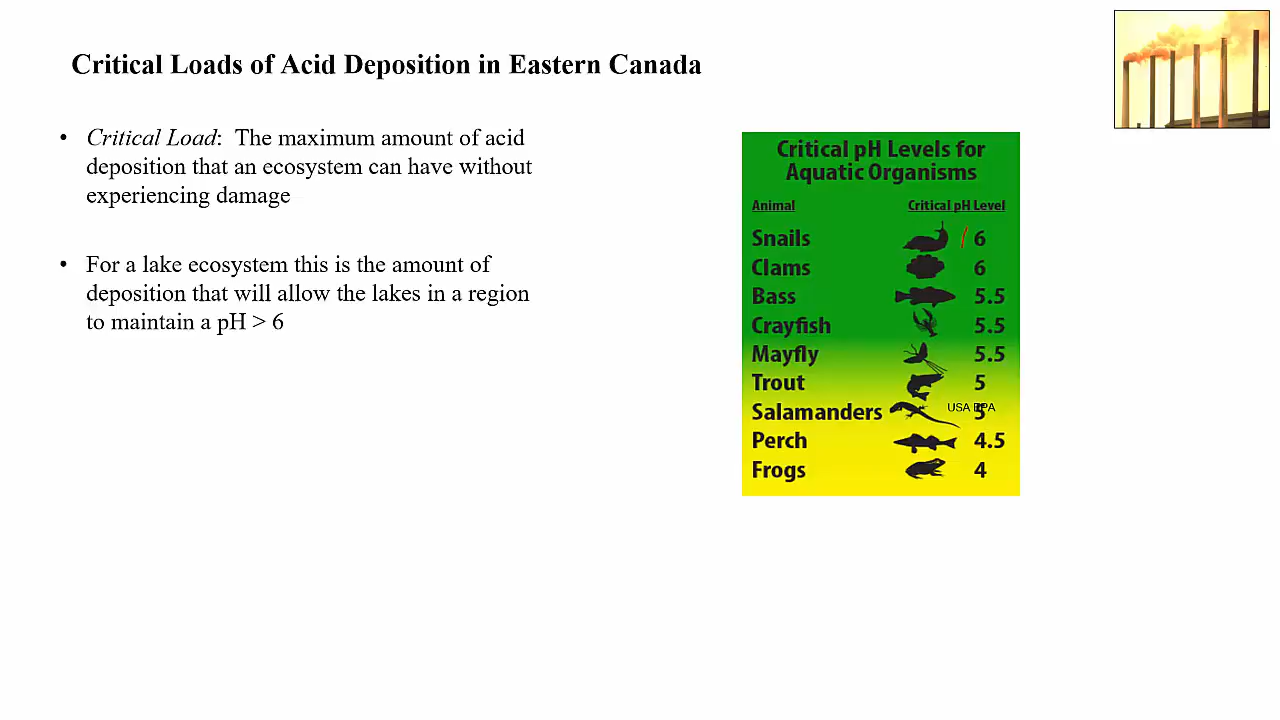 Critical Loads of Acid Deposition in Eastern Canada
• Critical Load: The maximum amount of acid
deposition that an ecosystem can have without
experiencing damage
• For a lake ecosystem this is the amount of
deposition that will allow the lakes in a region
to maintain a pH > 6
Critical pH Levels for
Aquatic Organisms
Animal Critical pH Level
Snails 6
Clams 6
Bass 5.5
Crayfish 5.5
Mayfly 5.5
Trout 5
Salamanders 5
USA EPA
Perch 4.5
Frogs 4